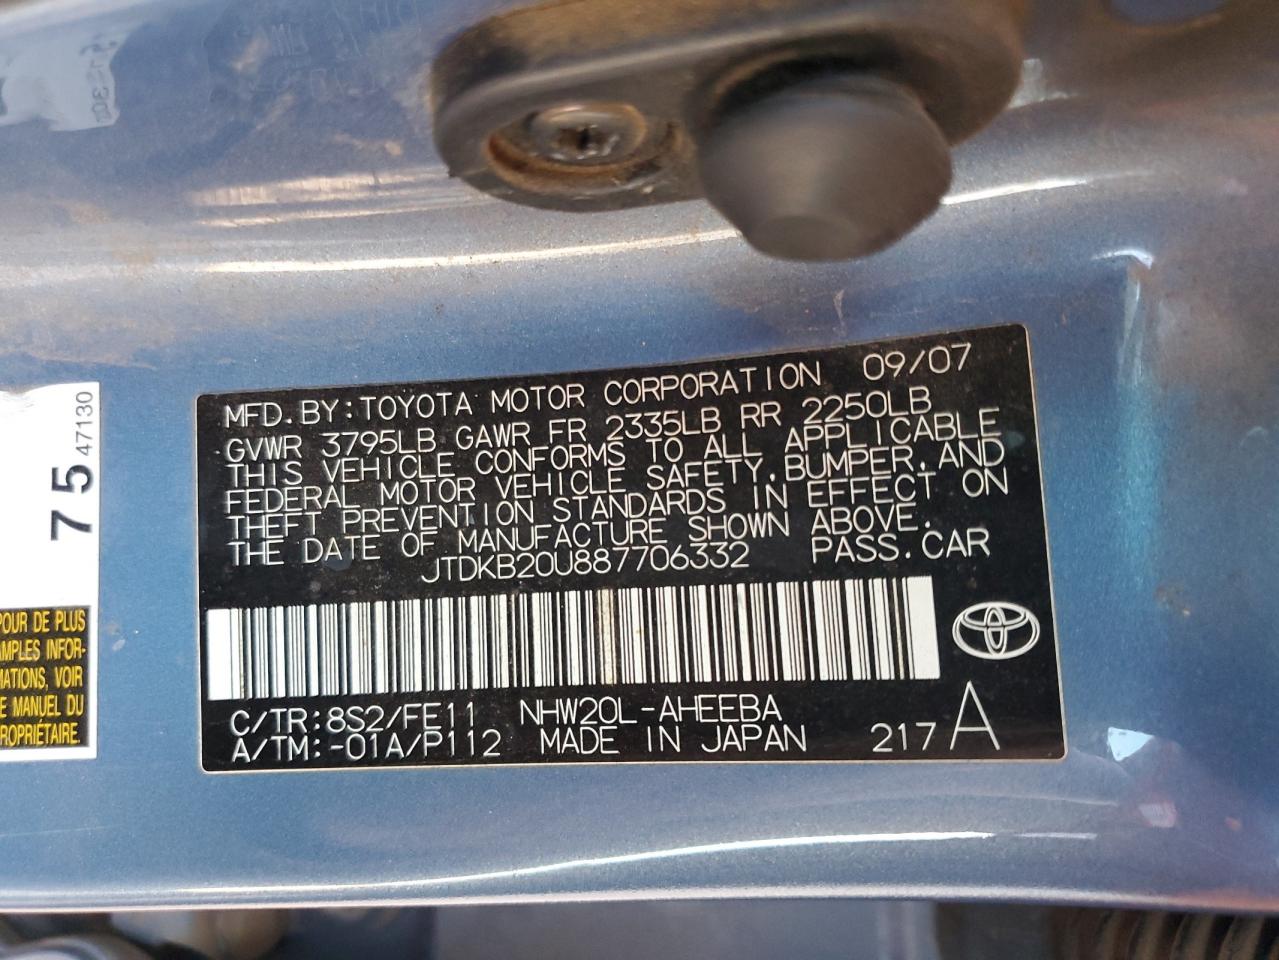 MFD.BY:TOYOTA MOTOR CORPORATION 09/07
GVWR 3795LB GAWR FR 2335LB RR 2250LB
THIS VEHICLE CONFORMS TO ALL APPLICABLE
FEDERAL MOTOR VEHICLE SAFETY,BUMPER,AND
THEFT PREVENTION STANDARDS IN EFFECT ON
THE DATE OF MANUFACTURE SHOWN ABOVE.
JTDKB20U887706332 PASS.CAR
C/TR:8S2/FE11 NHW20L-AHEEBA
A/TM:-01A/P112 MADE IN JAPAN 217 A
75
47130
POUR DE PLUS
AMPLES INFOR-
MATIONS, VOIR
LE MANUEL DU
PROPRIÉTAIRE.